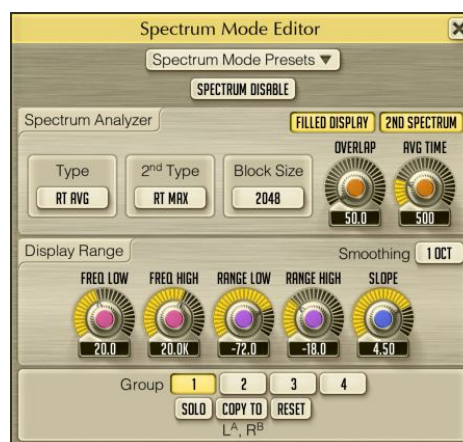 Spectrum Mode Editor
Spectrum Mode Presets
SPECTRUM DISABLE
Spectrum Analyzer
FILLED DISPLAY 2ND SPECTRUM
OVERLAP AVG TIME
Type 2nd Type Block Size
RT AVG RT MAX 2048
50.0 500
Display Range
Smoothing 1 OCT
FREQ LOW FREQ HIGH RANGE LOW RANGE HIGH SLOPE
20.0 20.0K -72.0 -18.0 4.50
Group 1 2 3 4
SOLO COPY TO RESET
L^A, R^B